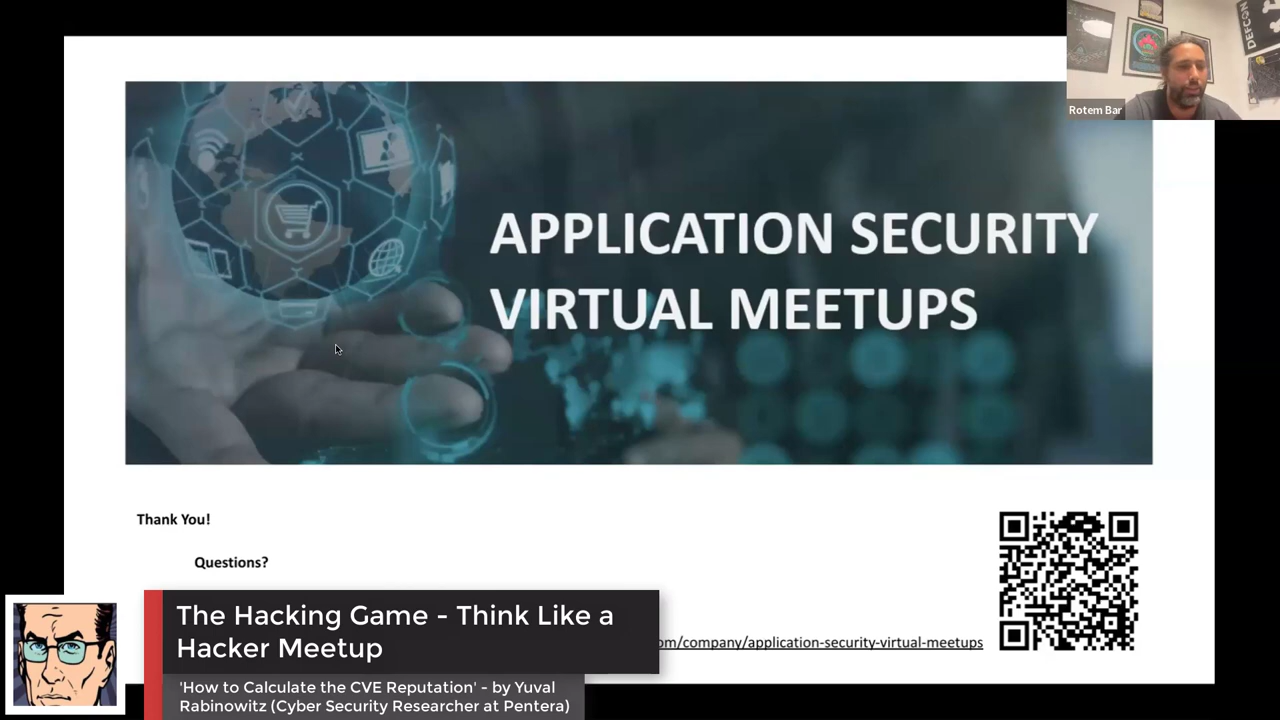 DEFCON
Rotem Bar
APPLICATION SECURITY
VIRTUAL MEETUPS
Thank You!
Questions?
om/company/application-security-virtual-meetups
The Hacking Game - Think Like a
Hacker Meetup
'How to Calculate the CVE Reputation' - by Yuval
Rabinowitz (Cyber Security Researcher at Pentera)